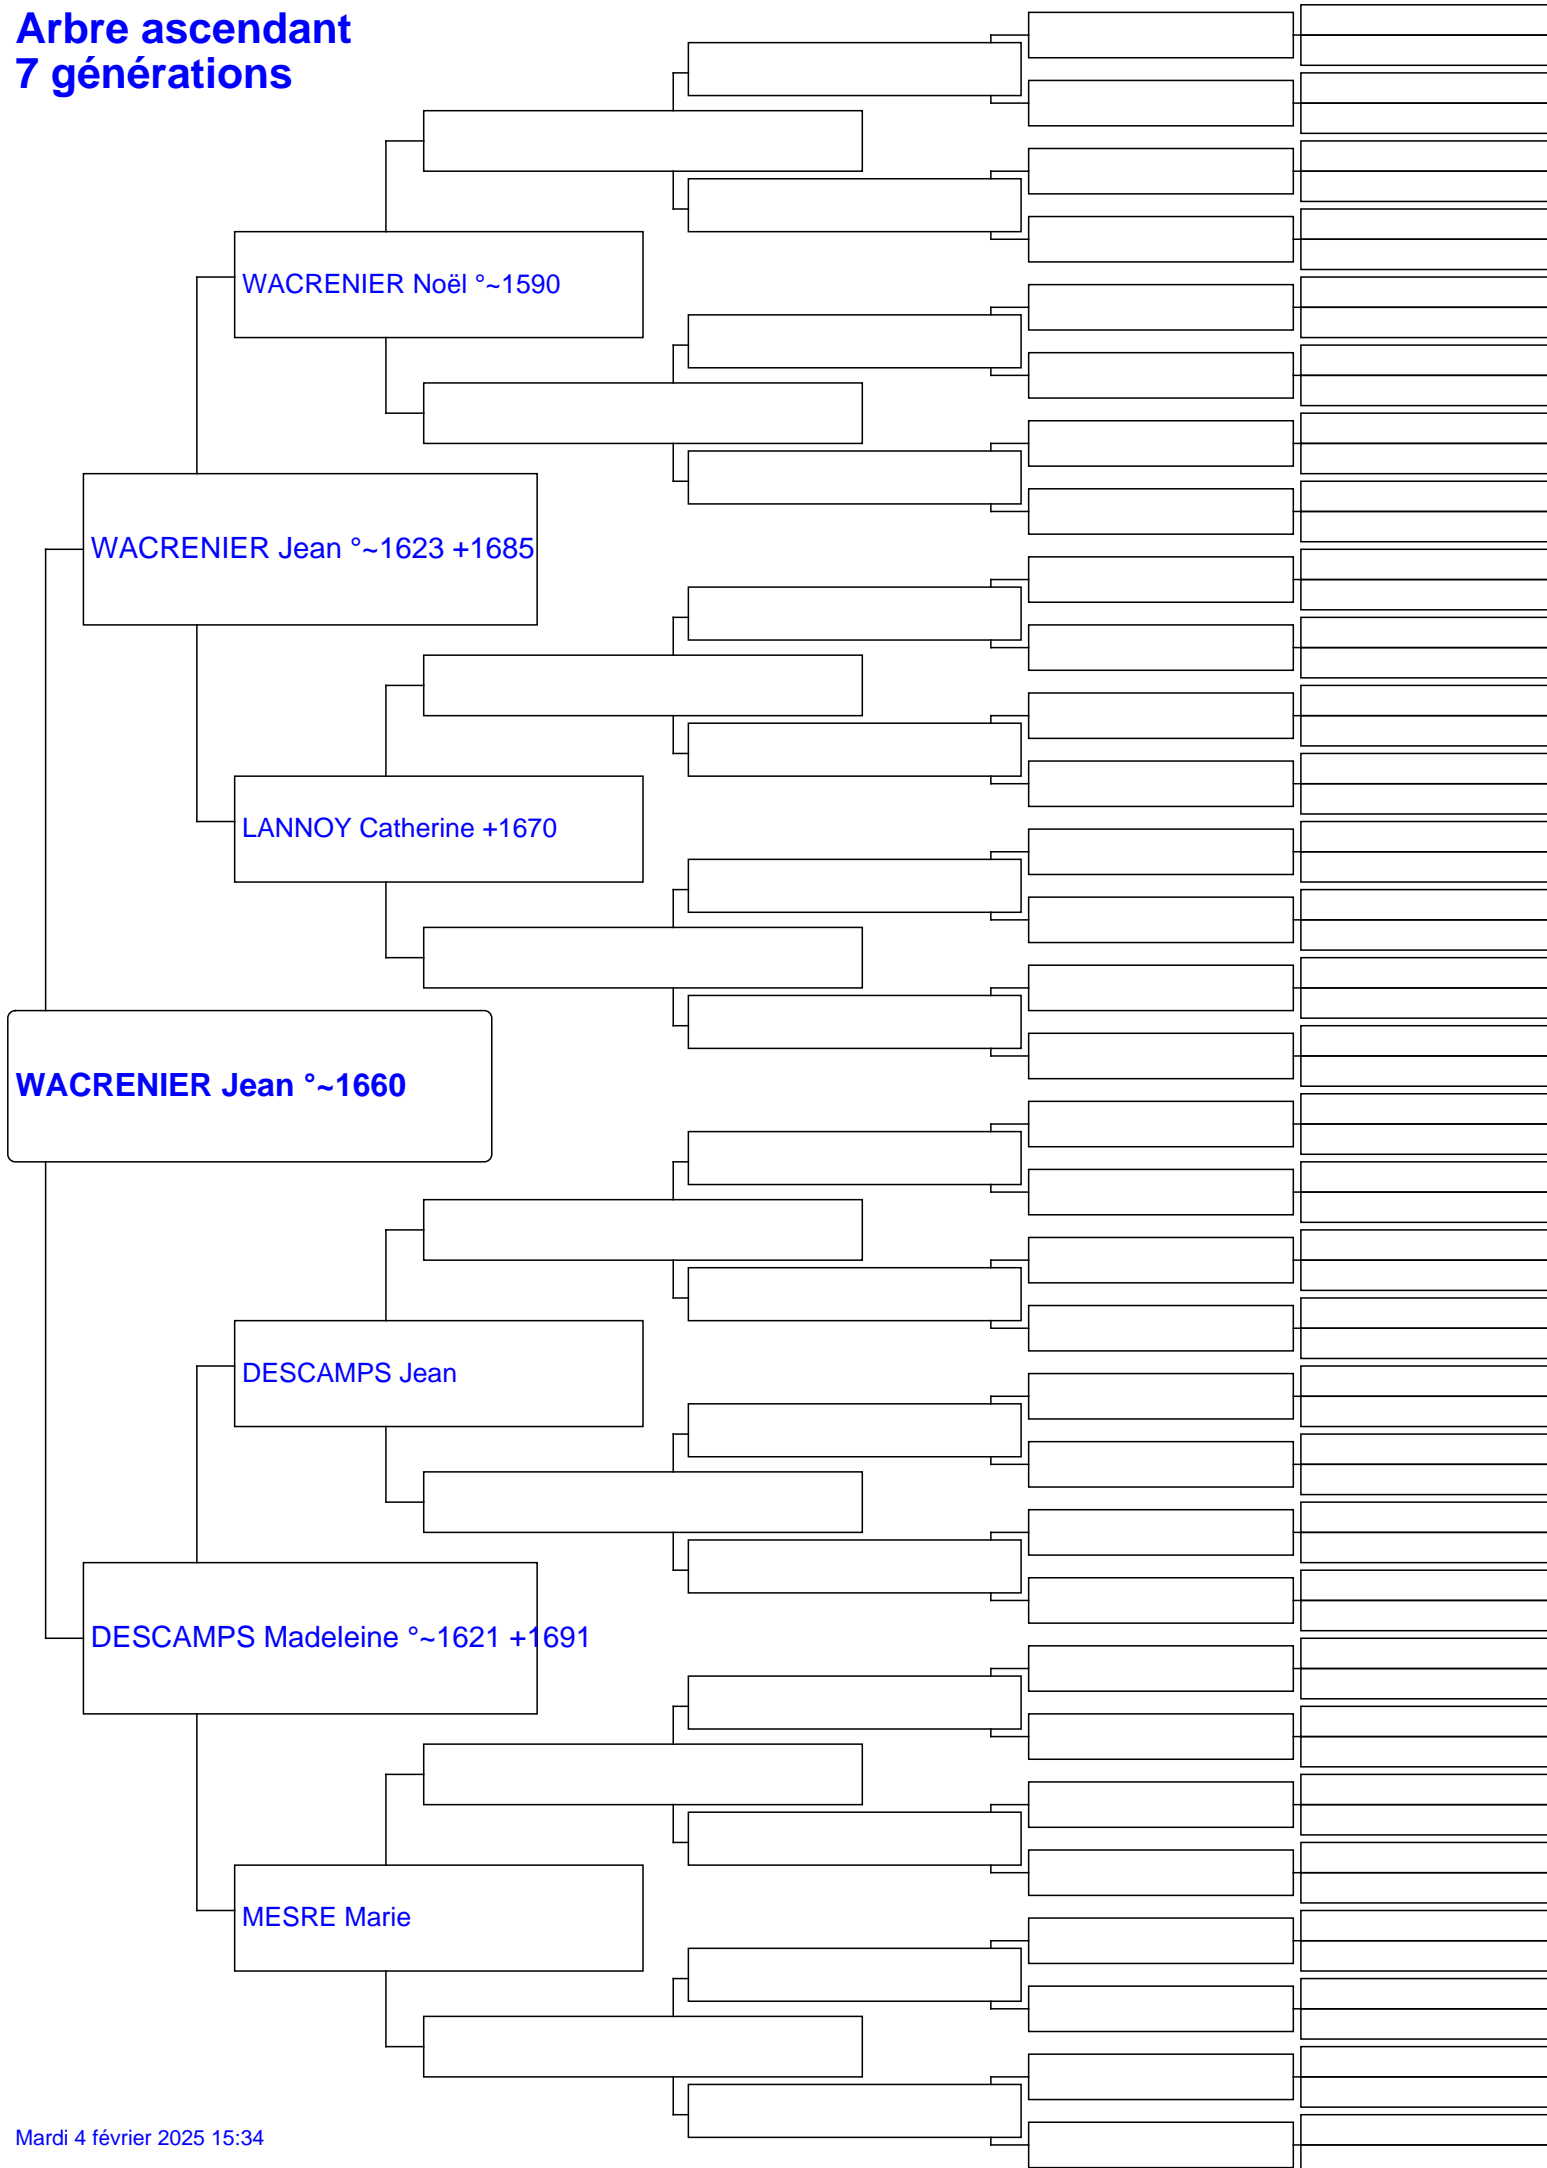 Arbre ascendant
7 générations
WACRENIER Noël °~1590
WACRENIER Jean °~1623 +1685
LANNOY Catherine +1670
WACRENIER Jean °~1660
DESCAMPS Jean
DESCAMPS Madeleine °~1621 +1691
MESRE Marie
Mardi 4 février 2025 15:34